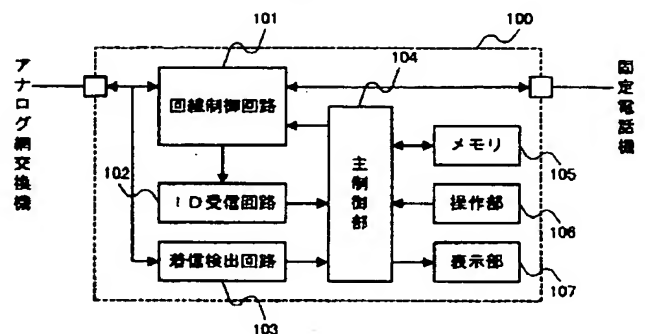 101
100
104
アナログ網交換機
回線制御回路
固定電話機
主制御部
メモリ
105
102
ID受信回路
操作部
106
着信検出回路
表示部
107
103